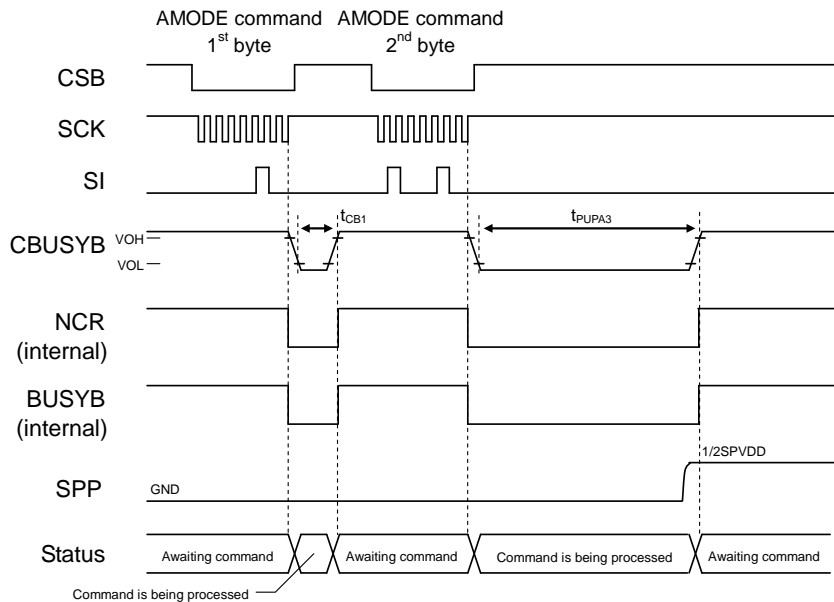 AMODE command AMODE command
1st byte 2nd byte
CSB
SCK
SI
tCB1 tPUPA3
CBUSYB
VOH
VOL
NCR
(internal)
BUSYB
(internal)
1/2SPVDD
SPP
GND
Status
Awaiting command Awaiting command Command is being processed Awaiting command
Command is being processed